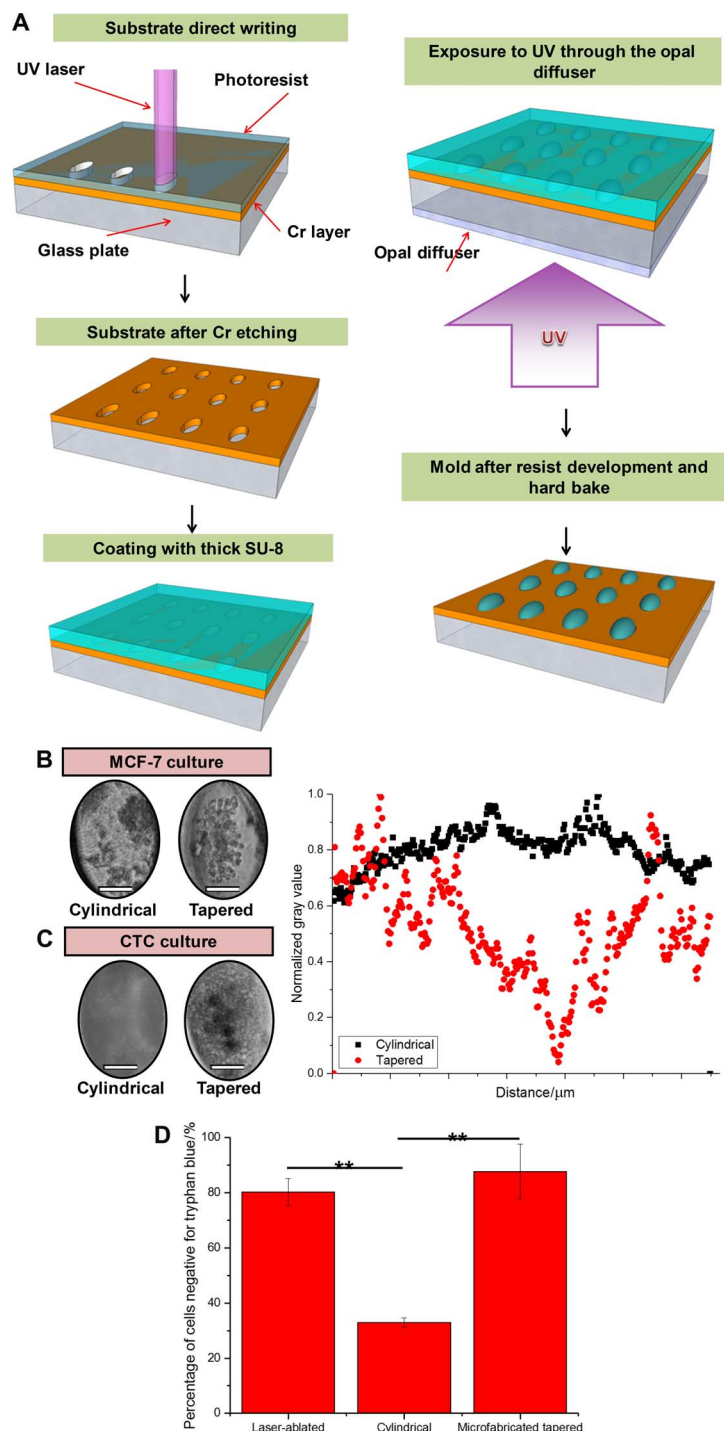 A
Substrate direct writing
UV laser
Photoresist
Glass plate
Cr layer
Substrate after Cr etching
Coating with thick SU-8
Exposure to UV through the opal
diffuser
Opal diffuser
UV
Mold after resist development and
hard bake
B
MCF-7 culture
Cylindrical
Tapered
C
CTC culture
Cylindrical
Tapered
Normalized gray value
1.0
0.8
0.6
0.4
0.2
0.0
Cylindrical
Tapered
Distance/μm
D
Percentage of cells negative for tryphan blue/%
100
80
60
40
20
0
**
**
Laser-ablated
Cylindrical
Microfabricated tapered